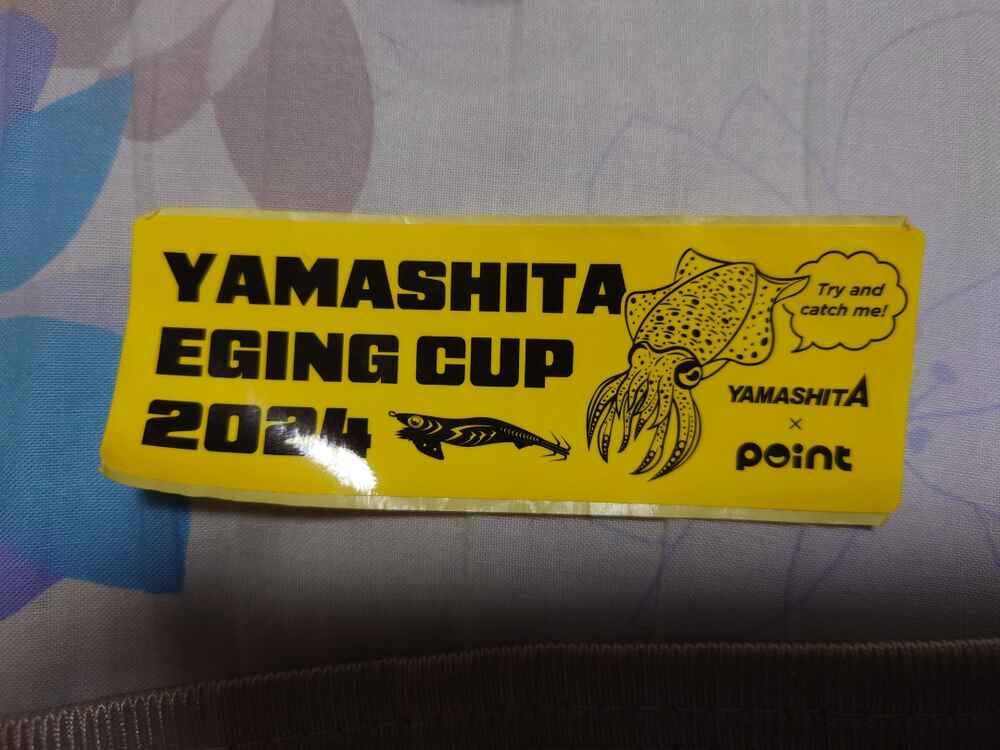 YAMASHITA
EGING CUP
2024
Try and
catch me!
YAMASHITA
×
point